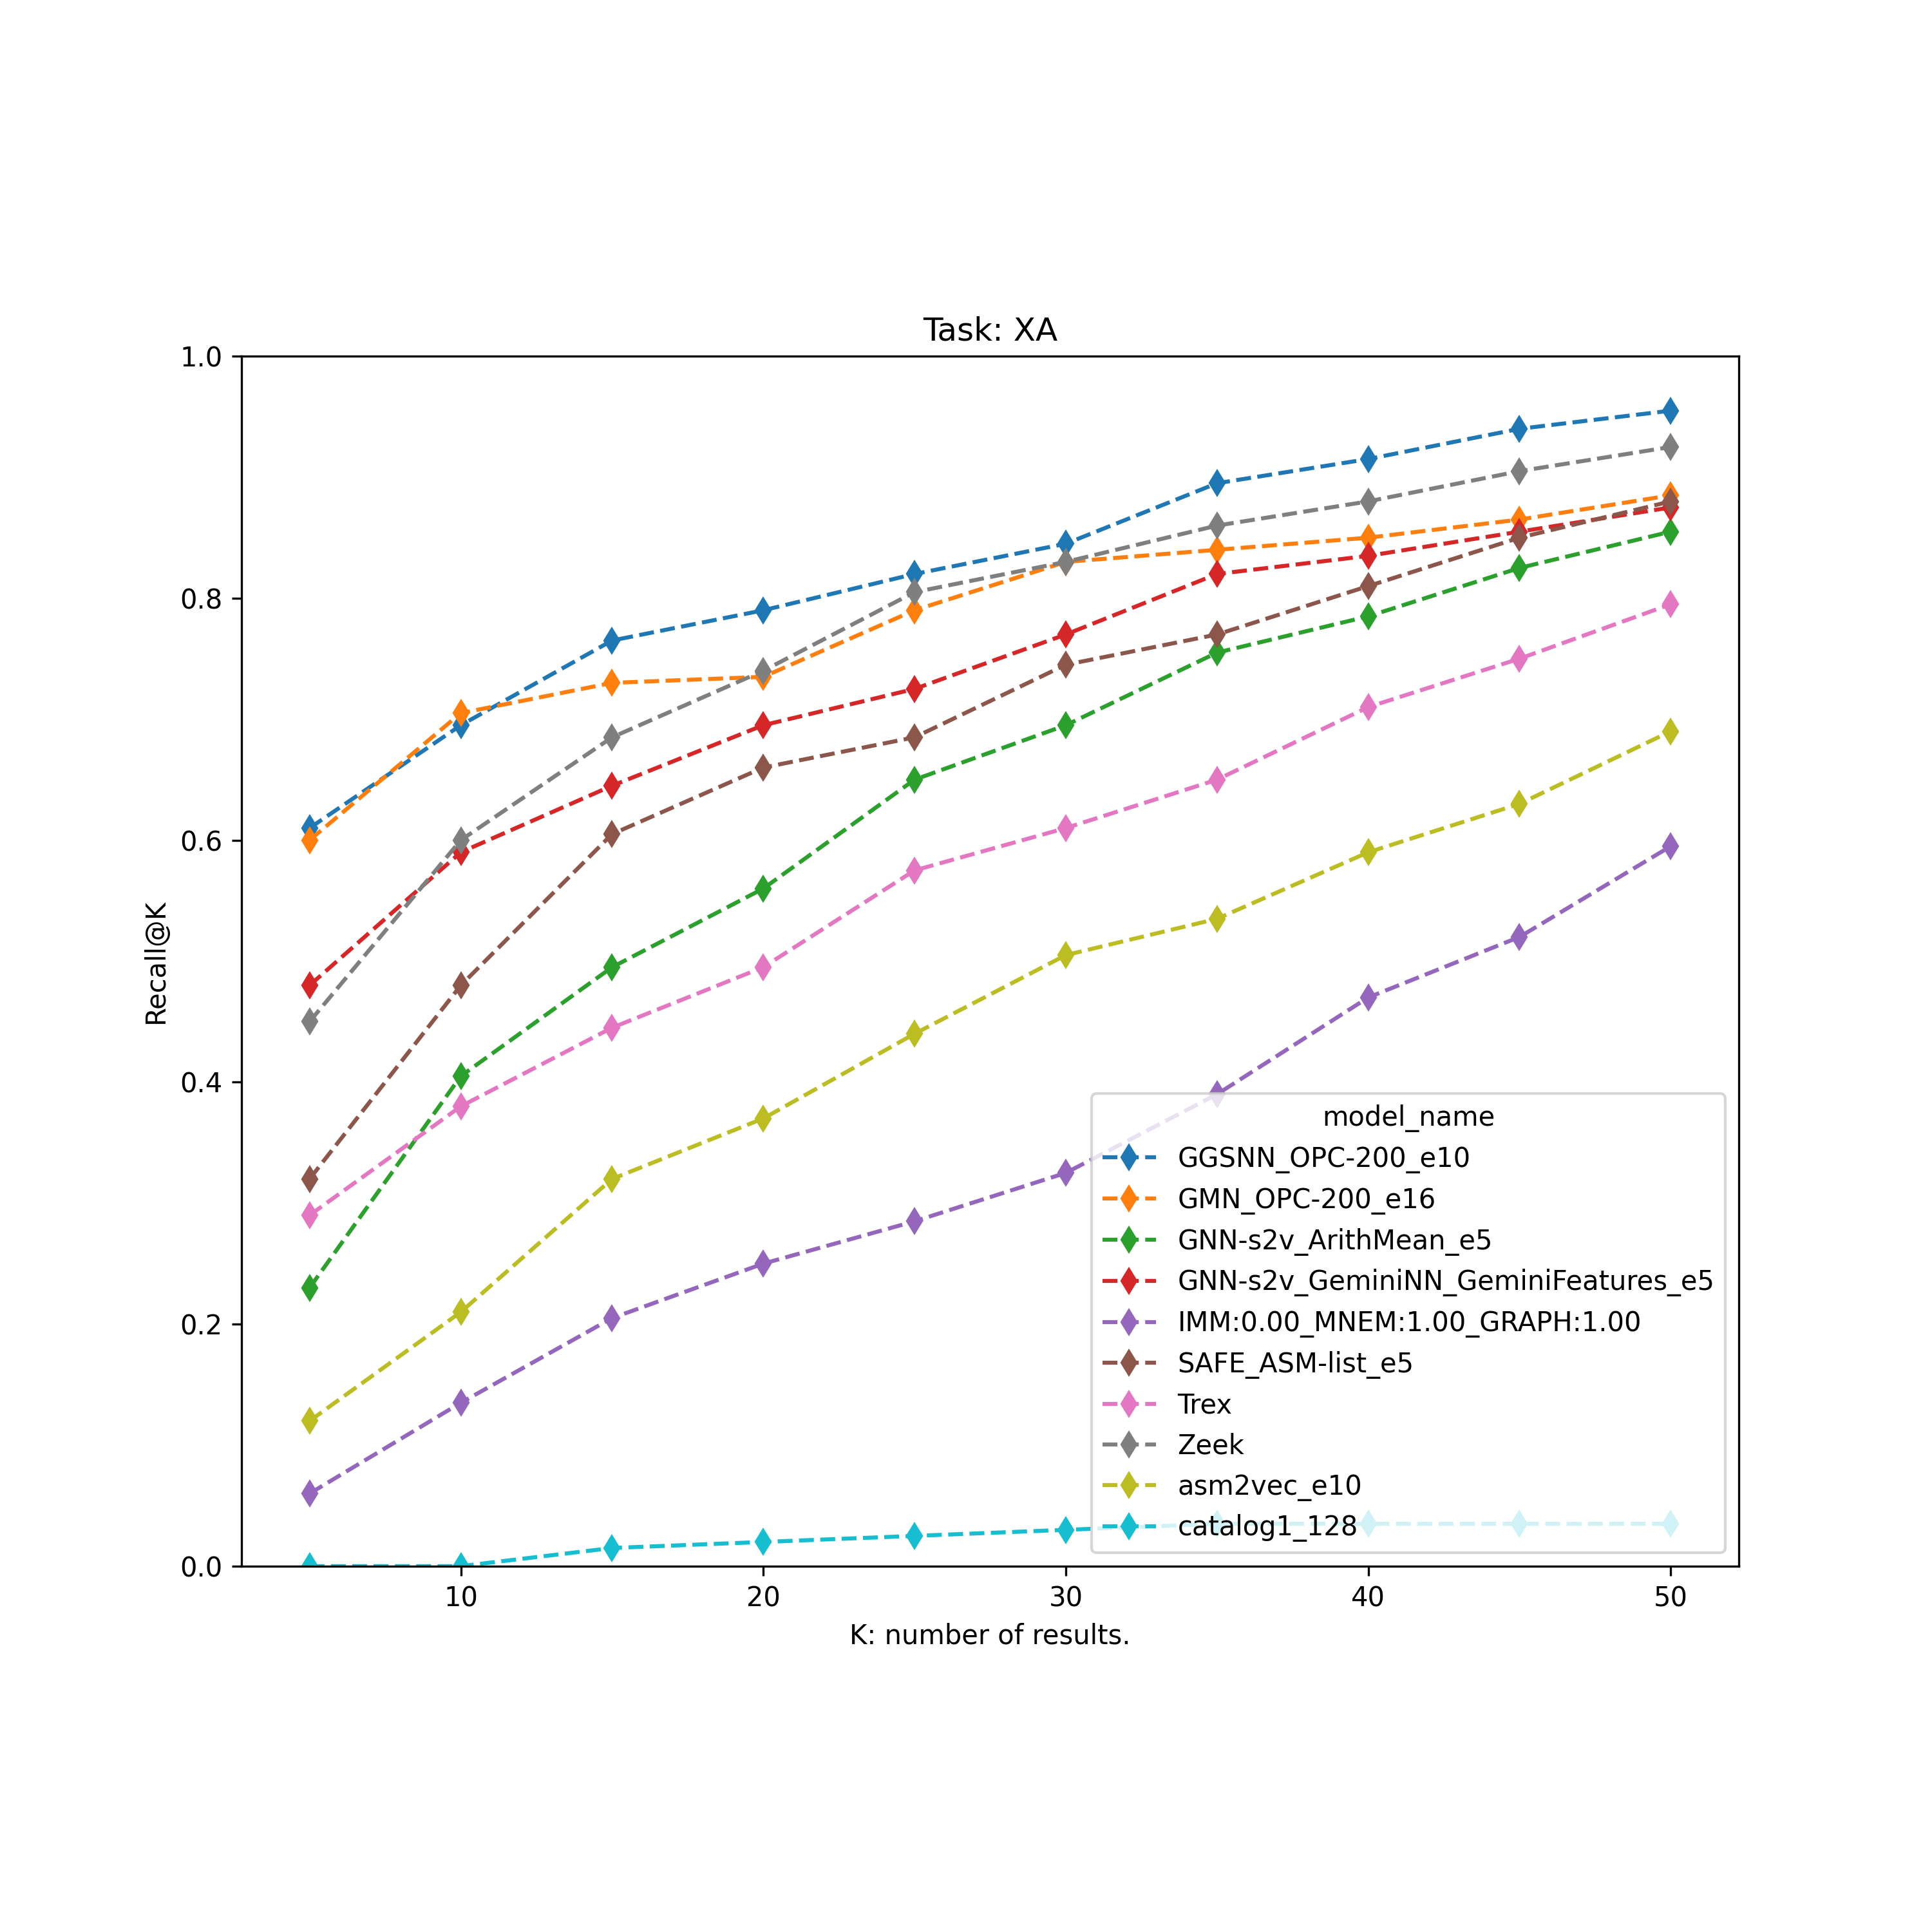 Task: XA
1.0
0.8
0.6
0.4
0.2
0.0
Recall@K
10 20 30 40 50
K: number of results.
model_name
GGSNN_OPC-200_e10
GMN_OPC-200_e16
GNN-s2v_ArithMean_e5
GNN-s2v_GeminiNN_GeminiFeatures_e5
IMM:0.00_MNEM:1.00_GRAPH:1.00
SAFE_ASM-list_e5
Trex
Zeek
asm2vec_e10
catalog1_128